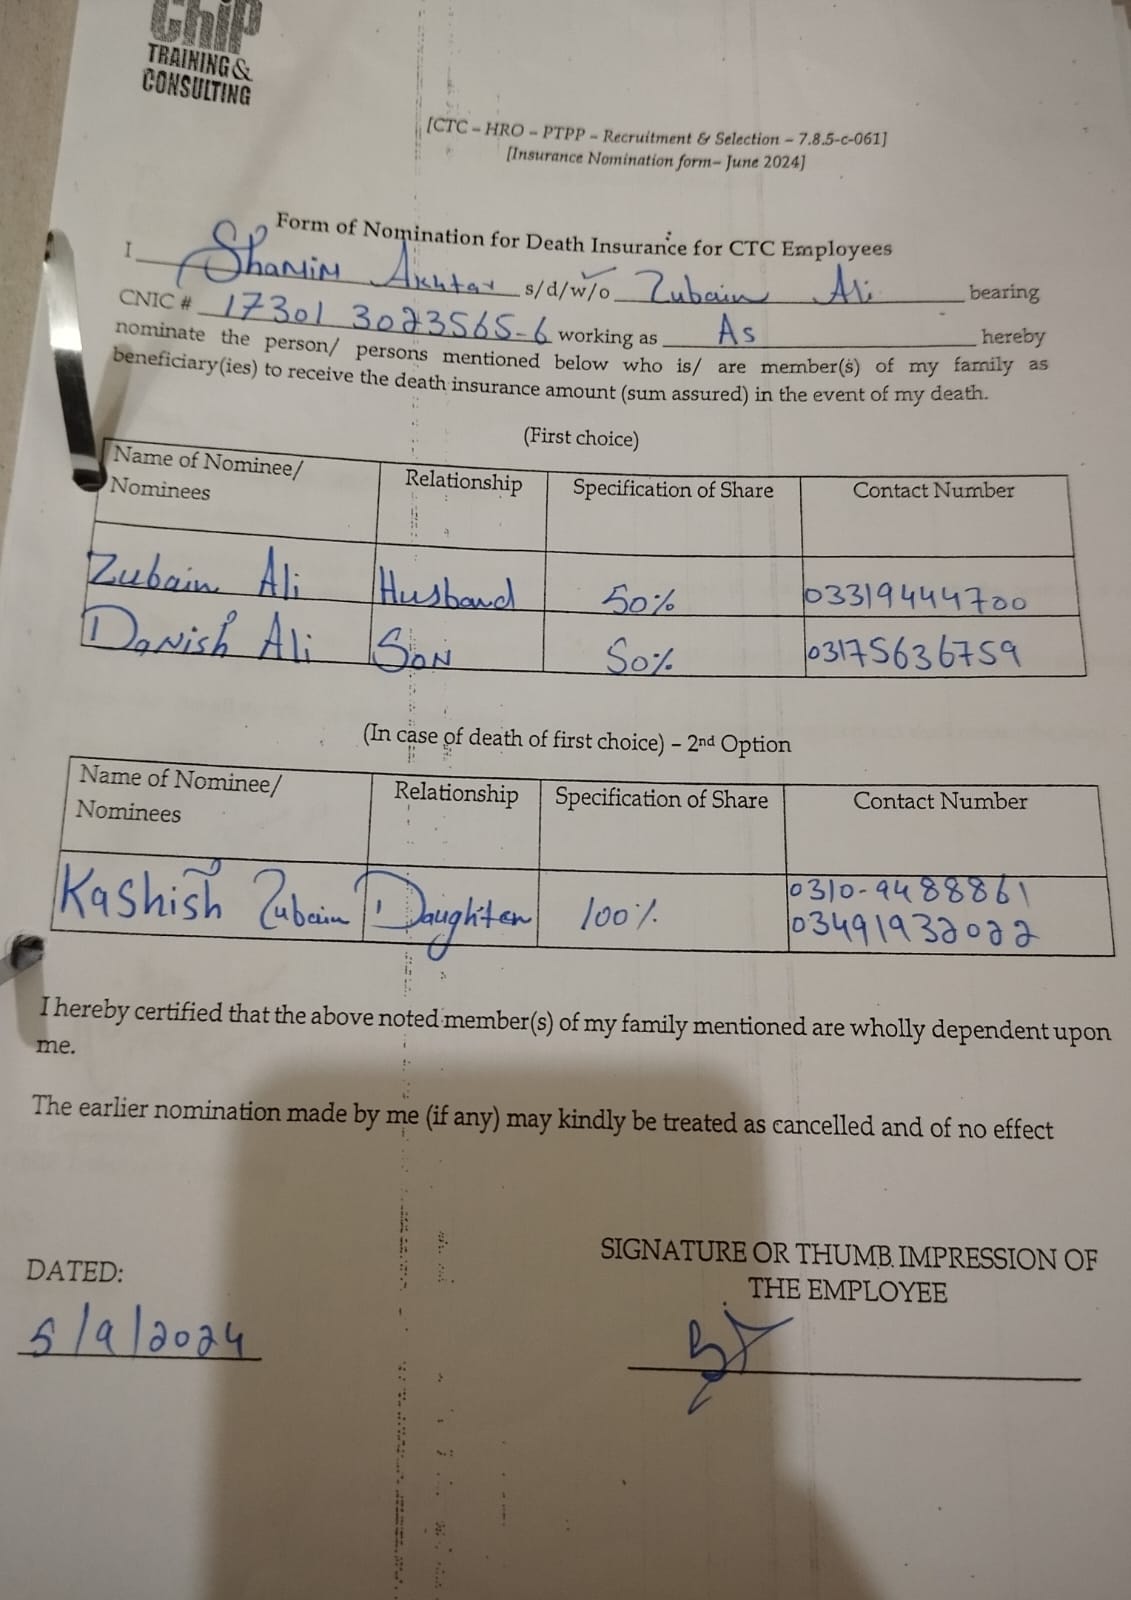 ChiP
TRAINING &
CONSULTING
[CTC – HRO – PTPP – Recruitment & Selection – 7.8.5-c-061]
[Insurance Nomination form– June 2024]
Form of Nomination for Death Insurance for CTC Employees
I Shamim Akhtar s/d/w/o Zubair Ali bearing
CNIC # 17301 3023565-6 working as As hereby
nominate the person/ persons mentioned below who is/ are member(s) of my family as
beneficiary(ies) to receive the death insurance amount (sum assured) in the event of my death.
(First choice)
Name of Nominee/ Nominees Relationship Specification of Share Contact Number
Zubair Ali Husband 50% 03319444700
Danish Ali Son 50% 03175636759
(In case of death of first choice) – 2nd Option
Name of Nominee/ Nominees Relationship Specification of Share Contact Number
Kashish Zubair Daughter 100% 0310-9488861
03491932022
I hereby certified that the above noted member(s) of my family mentioned are wholly dependent upon
me.
The earlier nomination made by me (if any) may kindly be treated as cancelled and of no effect
DATED:
5/9/2024
SIGNATURE OR THUMB IMPRESSION OF
THE EMPLOYEE